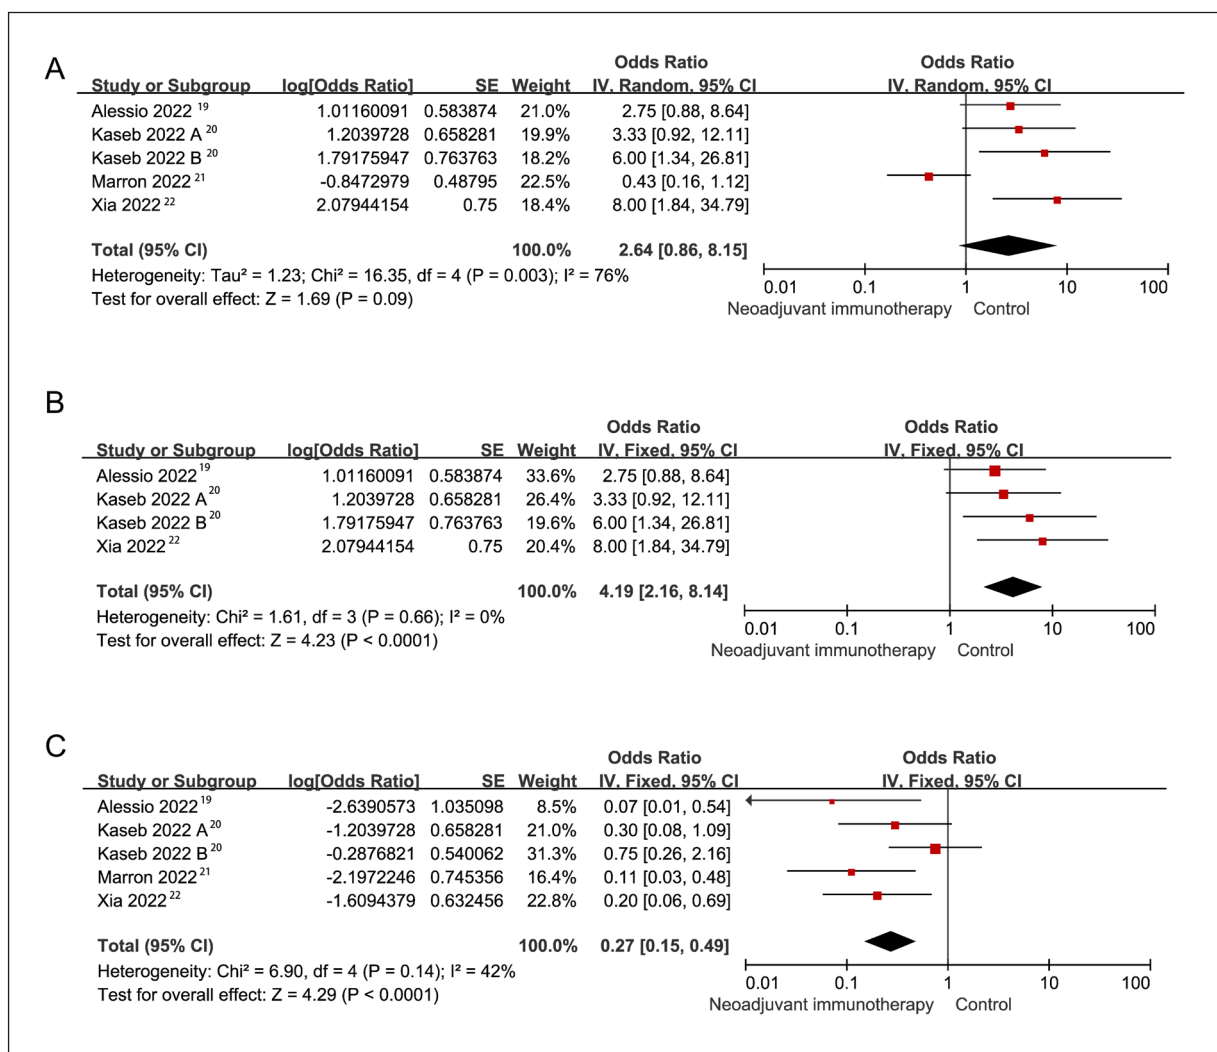 A
Odds Ratio Odds Ratio
Study or Subgroup log[Odds Ratio] SE Weight IV, Random, 95% CI IV, Random, 95% CI
Alessio 2022 19 1.01160091 0.583874 21.0% 2.75 [0.88, 8.64]
Kaseb 2022 A 20 1.2039728 0.658281 19.9% 3.33 [0.92, 12.11]
Kaseb 2022 B 20 1.79175947 0.763763 18.2% 6.00 [1.34, 26.81]
Marron 2022 21 -0.8472979 0.48795 22.5% 0.43 [0.16, 1.12]
Xia 2022 22 2.07944154 0.75 18.4% 8.00 [1.84, 34.79]
Total (95% CI) 100.0% 2.64 [0.86, 8.15]
Heterogeneity: Tau² = 1.23; Chi² = 16.35, df = 4 (P = 0.003); I² = 76%
Test for overall effect: Z = 1.69 (P = 0.09)
0.01 0.1 1 10 100
Neoadjuvant immunotherapy Control
B
Odds Ratio Odds Ratio
Study or Subgroup log[Odds Ratio] SE Weight IV, Fixed, 95% CI IV, Fixed, 95% CI
Alessio 2022 19 1.01160091 0.583874 33.6% 2.75 [0.88, 8.64]
Kaseb 2022 A 20 1.2039728 0.658281 26.4% 3.33 [0.92, 12.11]
Kaseb 2022 B 20 1.79175947 0.763763 19.6% 6.00 [1.34, 26.81]
Xia 2022 22 2.07944154 0.75 20.4% 8.00 [1.84, 34.79]
Total (95% CI) 100.0% 4.19 [2.16, 8.14]
Heterogeneity: Chi² = 1.61, df = 3 (P = 0.66); I² = 0%
Test for overall effect: Z = 4.23 (P < 0.0001)
0.01 0.1 1 10 100
Neoadjuvant immunotherapy Control
C
Odds Ratio Odds Ratio
Study or Subgroup log[Odds Ratio] SE Weight IV, Fixed, 95% CI IV, Fixed, 95% CI
Alessio 2022 19 -2.6390573 1.035098 8.5% 0.07 [0.01, 0.54]
Kaseb 2022 A 20 -1.2039728 0.658281 21.0% 0.30 [0.08, 1.09]
Kaseb 2022 B 20 -0.2876821 0.540062 31.3% 0.75 [0.26, 2.16]
Marron 2022 21 -2.1972246 0.745356 16.4% 0.11 [0.03, 0.48]
Xia 2022 22 -1.6094379 0.632456 22.8% 0.20 [0.06, 0.69]
Total (95% CI) 100.0% 0.27 [0.15, 0.49]
Heterogeneity: Chi² = 6.90, df = 4 (P = 0.14); I² = 42%
Test for overall effect: Z = 4.29 (P < 0.0001)
0.01 0.1 1 10 100
Neoadjuvant immunotherapy Control